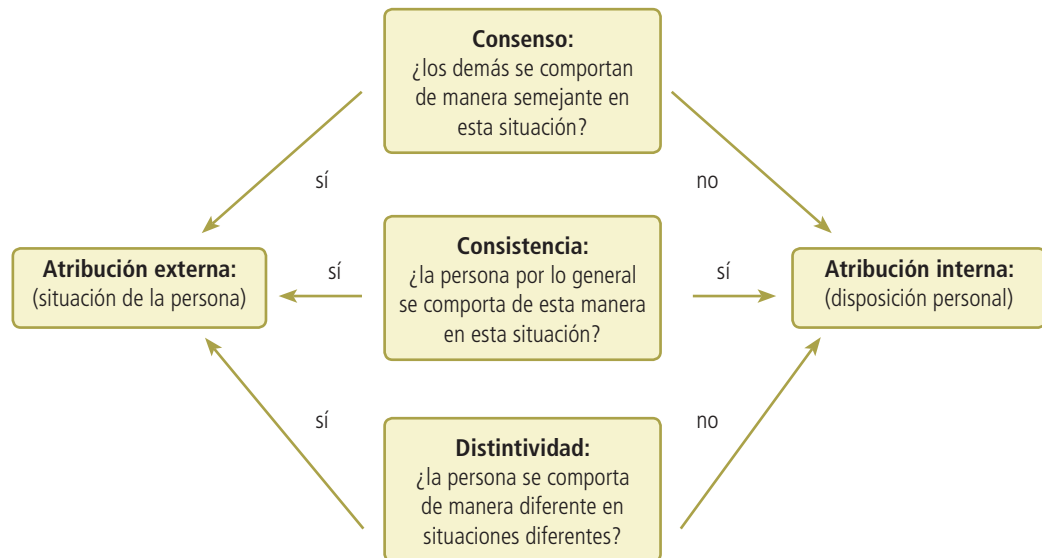 Consenso:
¿los demás se comportan
de manera semejante en
esta situación?
sí
no
Atribución externa:
(situación de la persona)
sí
Consistencia:
¿la persona por lo general
se comporta de esta manera
en esta situación?
sí
Atribución interna:
(disposición personal)
sí
no
Distintividad:
¿la persona se comporta
de manera diferente en
situaciones diferentes?